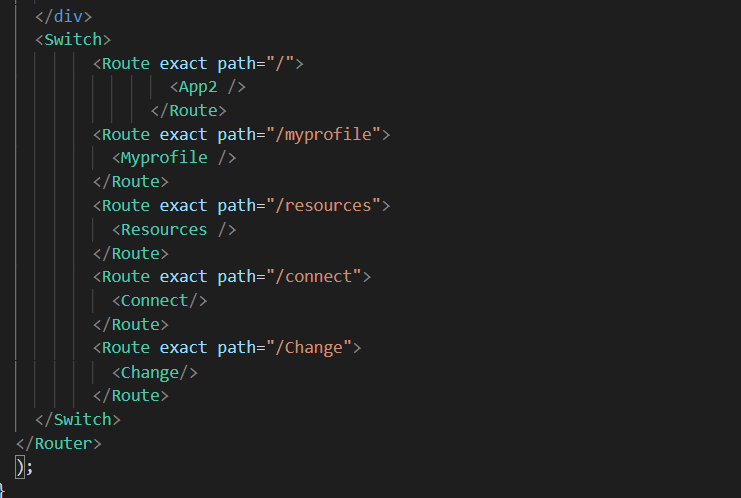 </div>
<Switch>
<Route exact path="/">
<App2 />
</Route>
<Route exact path="/myprofile">
<Myprofile />
</Route>
<Route exact path="/resources">
<Resources />
</Route>
<Route exact path="/connect">
<Connect/>
</Route>
<Route exact path="/Change">
<Change/>
</Route>
</Switch>
</Router>
);
}